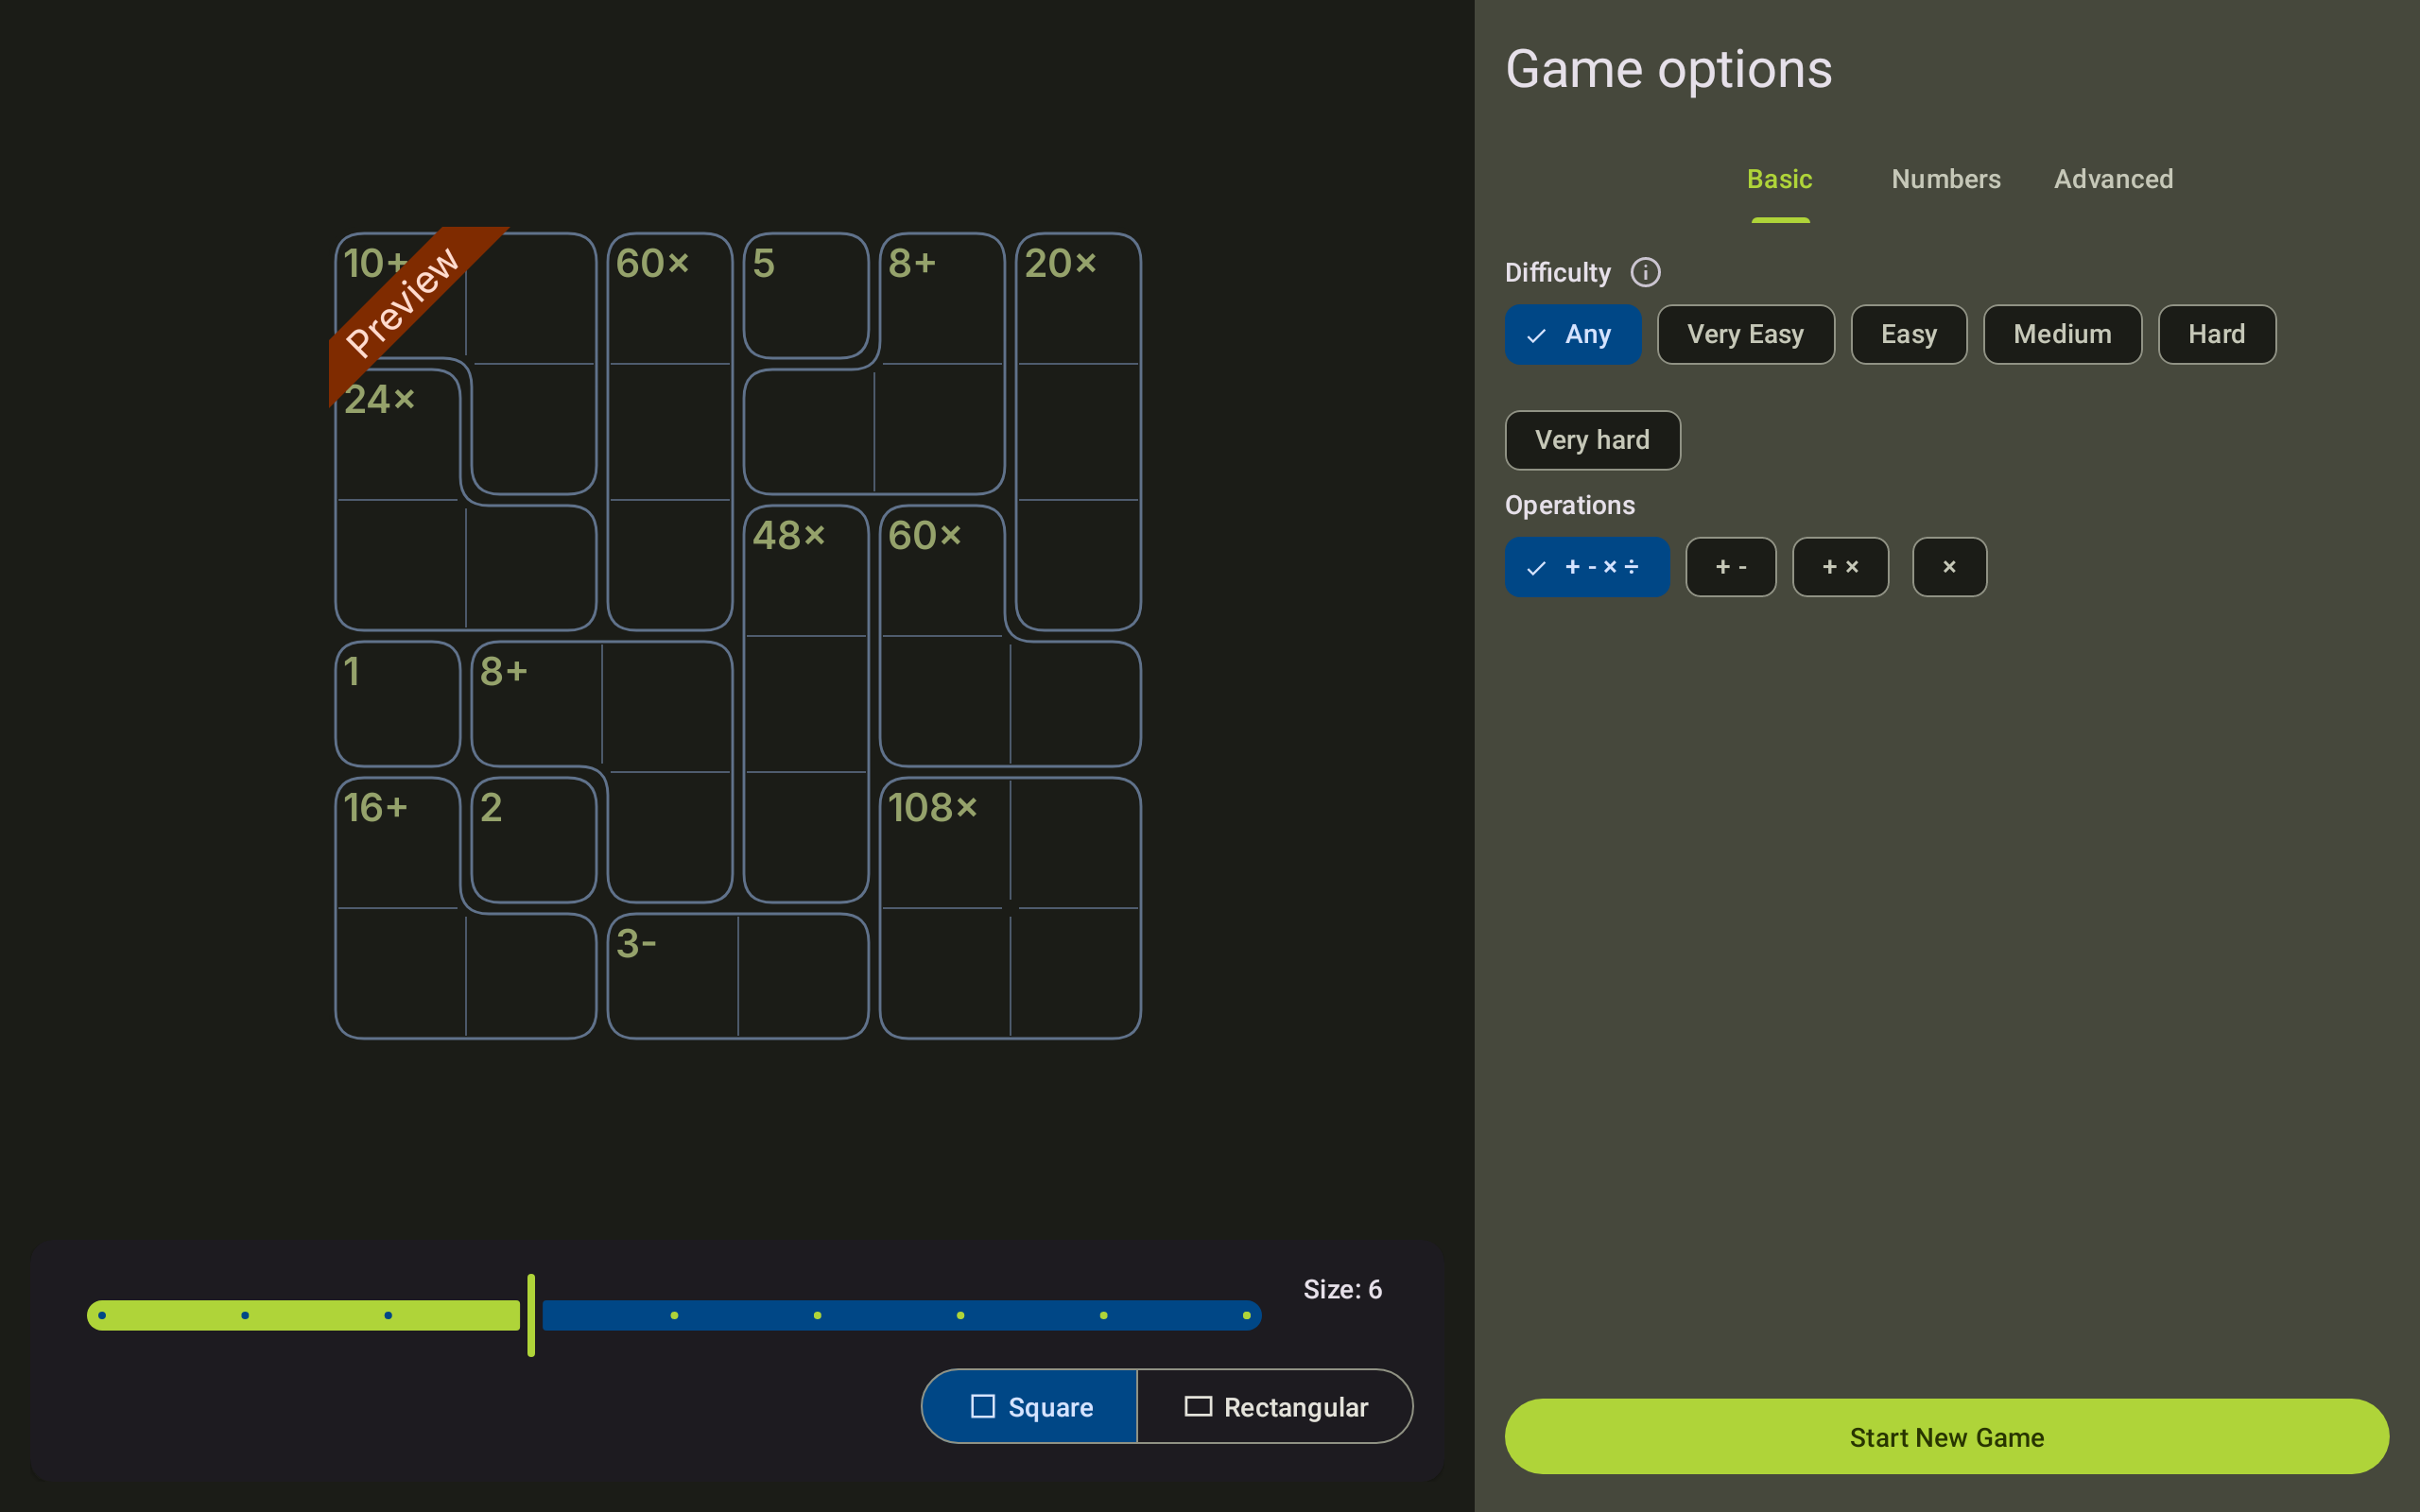 Preview
10+ 60× 5 8+ 20×
24×
48× 60×
1 8+
16+ 2 108×
3-
Size: 6
Square Rectangular
Game options
Basic Numbers Advanced
Difficulty
Any Very Easy Easy Medium Hard
Very hard
Operations
+ - × ÷ + - + × ×
Start New Game